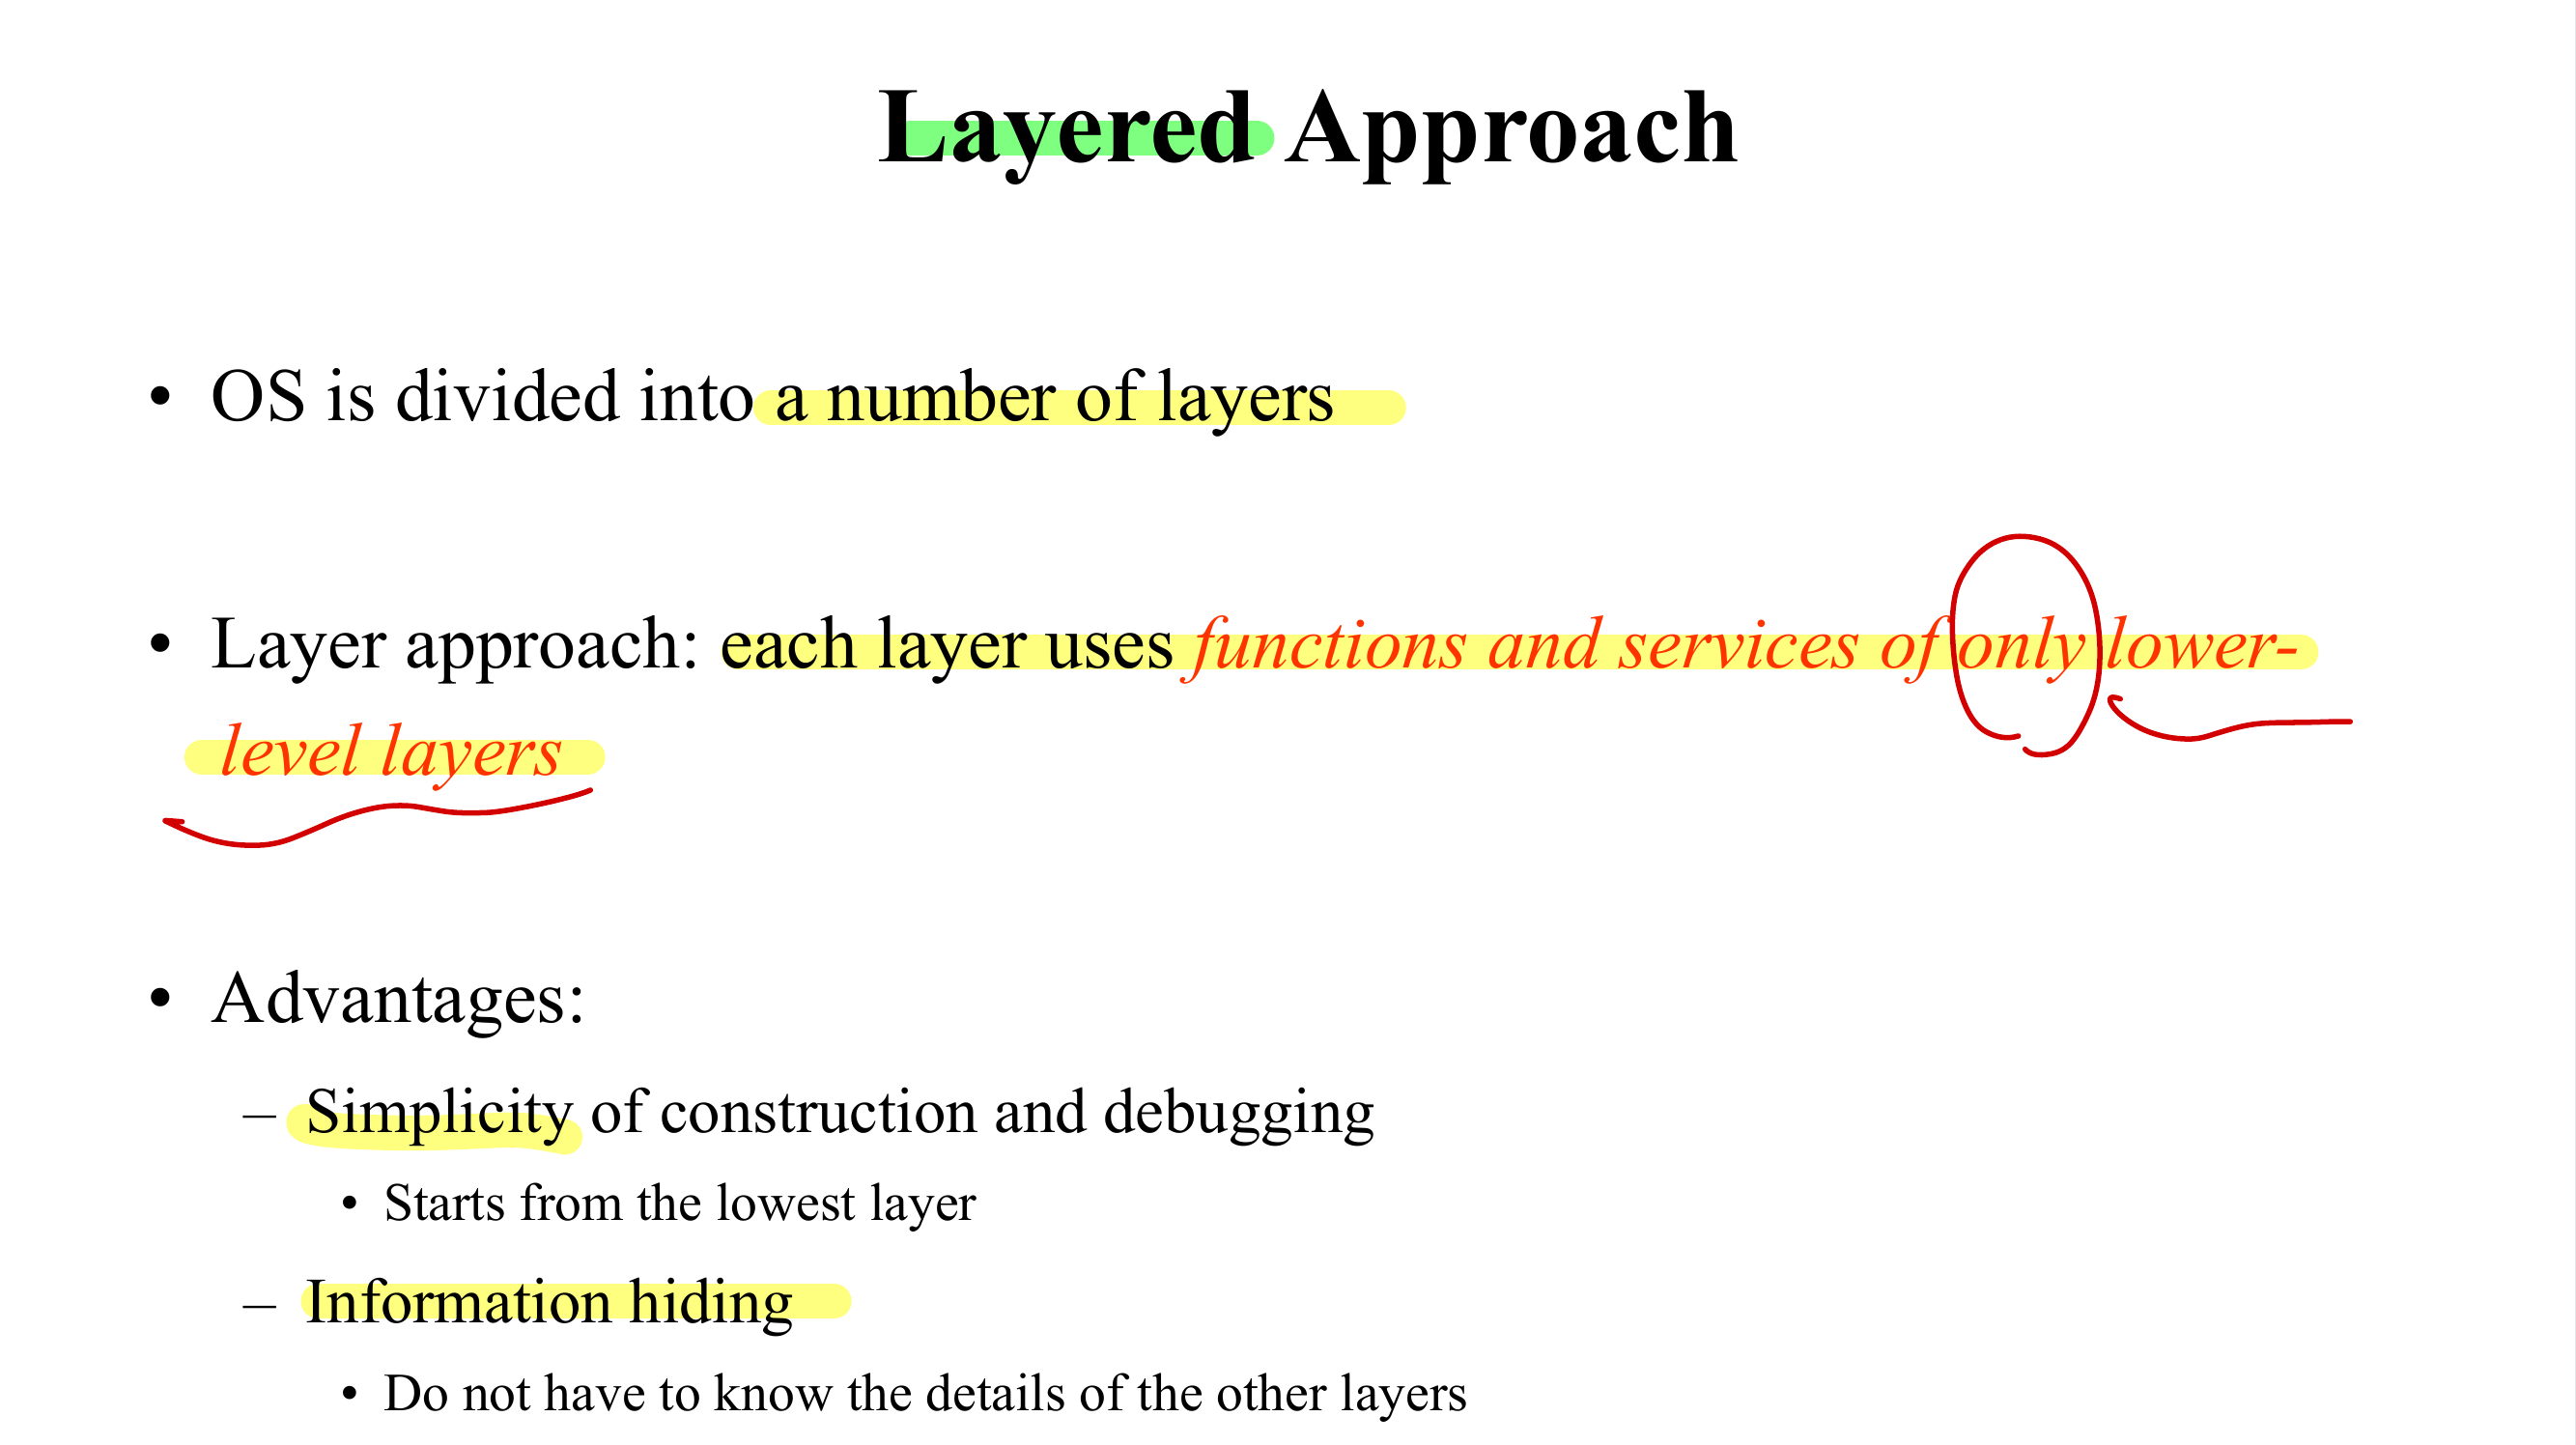 Layered Approach
• OS is divided into a number of layers
• Layer approach: each layer uses functions and services of only lower-
level layers
• Advantages:
– Simplicity of construction and debugging
• Starts from the lowest layer
– Information hiding
• Do not have to know the details of the other layers